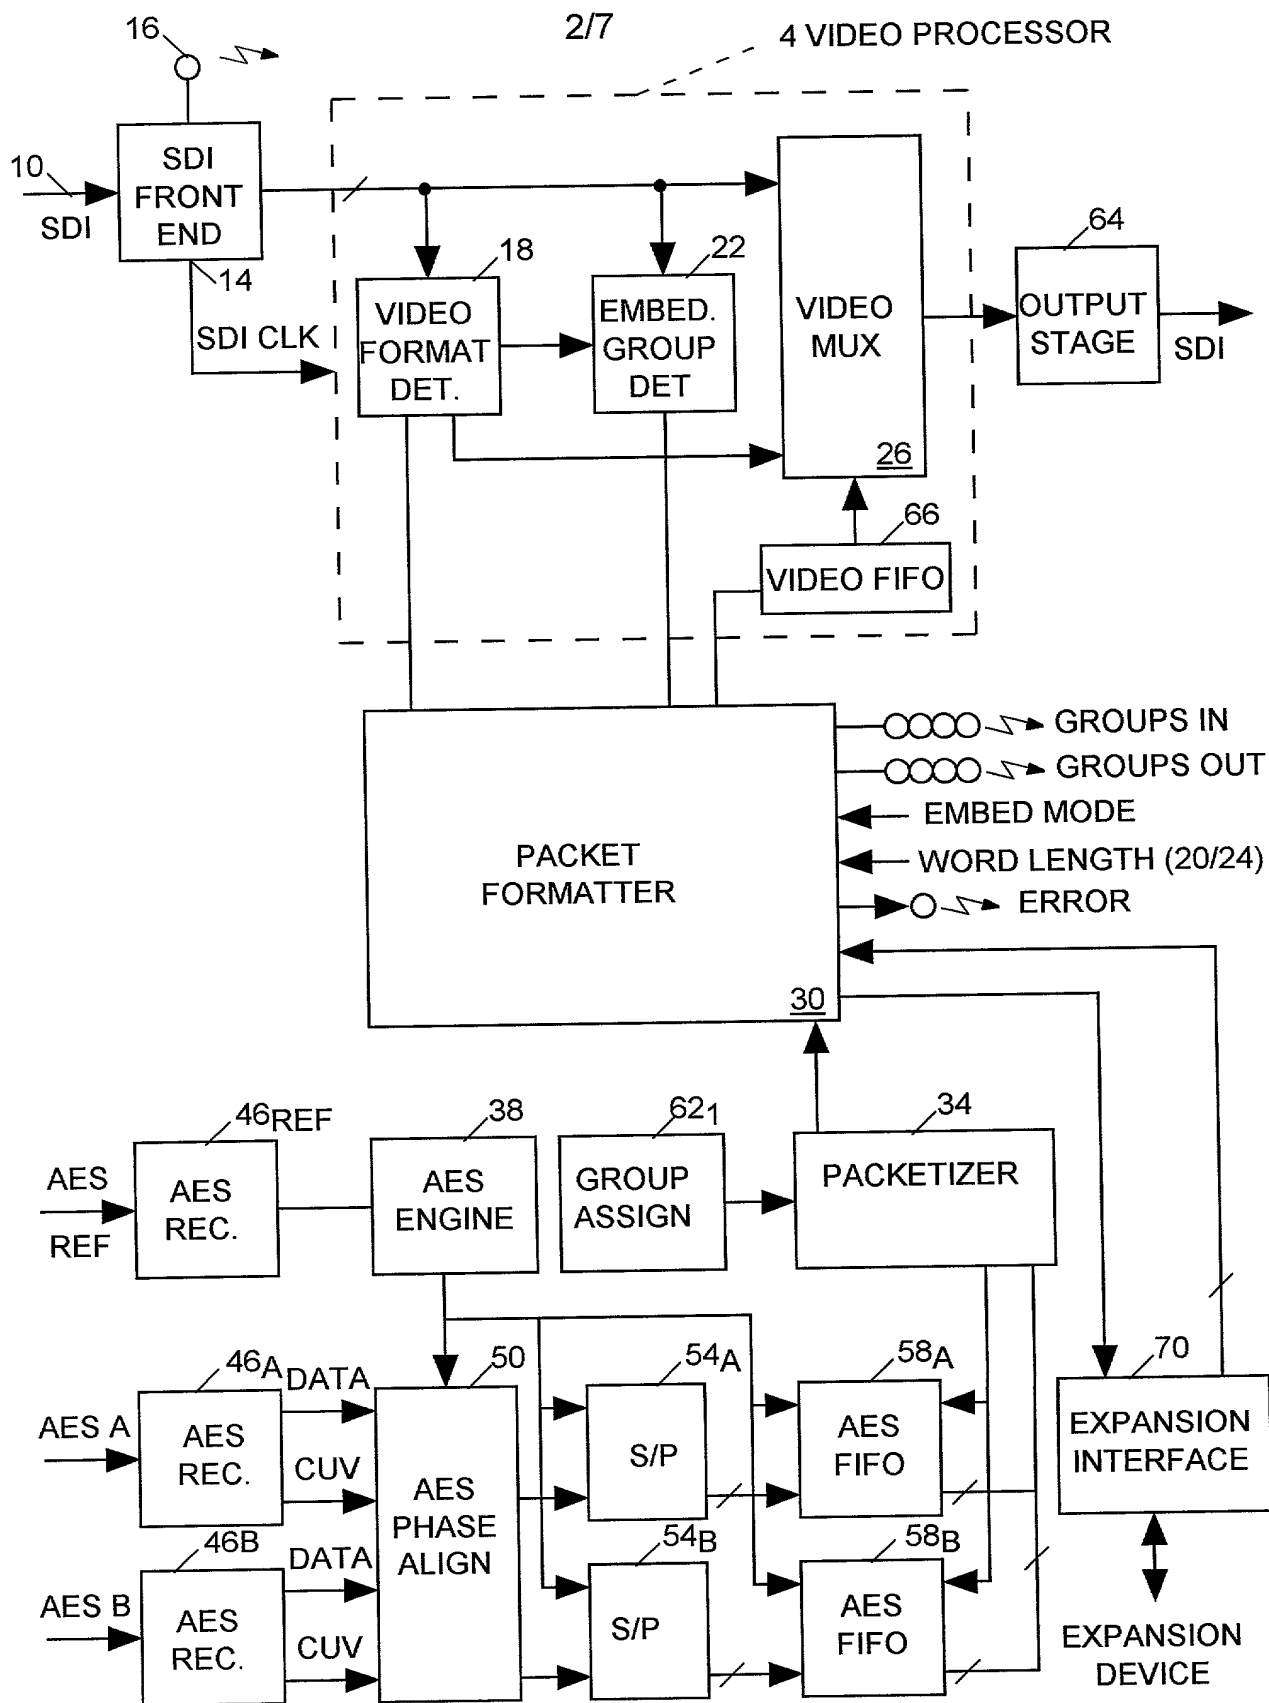 2/7
4 VIDEO PROCESSOR
16
10
SDI
SDI
FRONT
END
14
SDI CLK
18
VIDEO
FORMAT
DET.
22
EMBED.
GROUP
DET
VIDEO
MUX
26
64
OUTPUT
STAGE
SDI
66
VIDEO FIFO
PACKET
FORMATTER
30
GROUPS IN
GROUPS OUT
EMBED MODE
WORD LENGTH (20/24)
ERROR
AES
REF
46REF
AES
REC.
38
AES
ENGINE
621
GROUP
ASSIGN
34
PACKETIZER
AES A
46A
AES
REC.
DATA
CUV
AES B
46B
AES
REC.
DATA
CUV
50
AES
PHASE
ALIGN
54A
S/P
54B
S/P
58A
AES
FIFO
58B
AES
FIFO
70
EXPANSION
INTERFACE
EXPANSION
DEVICE